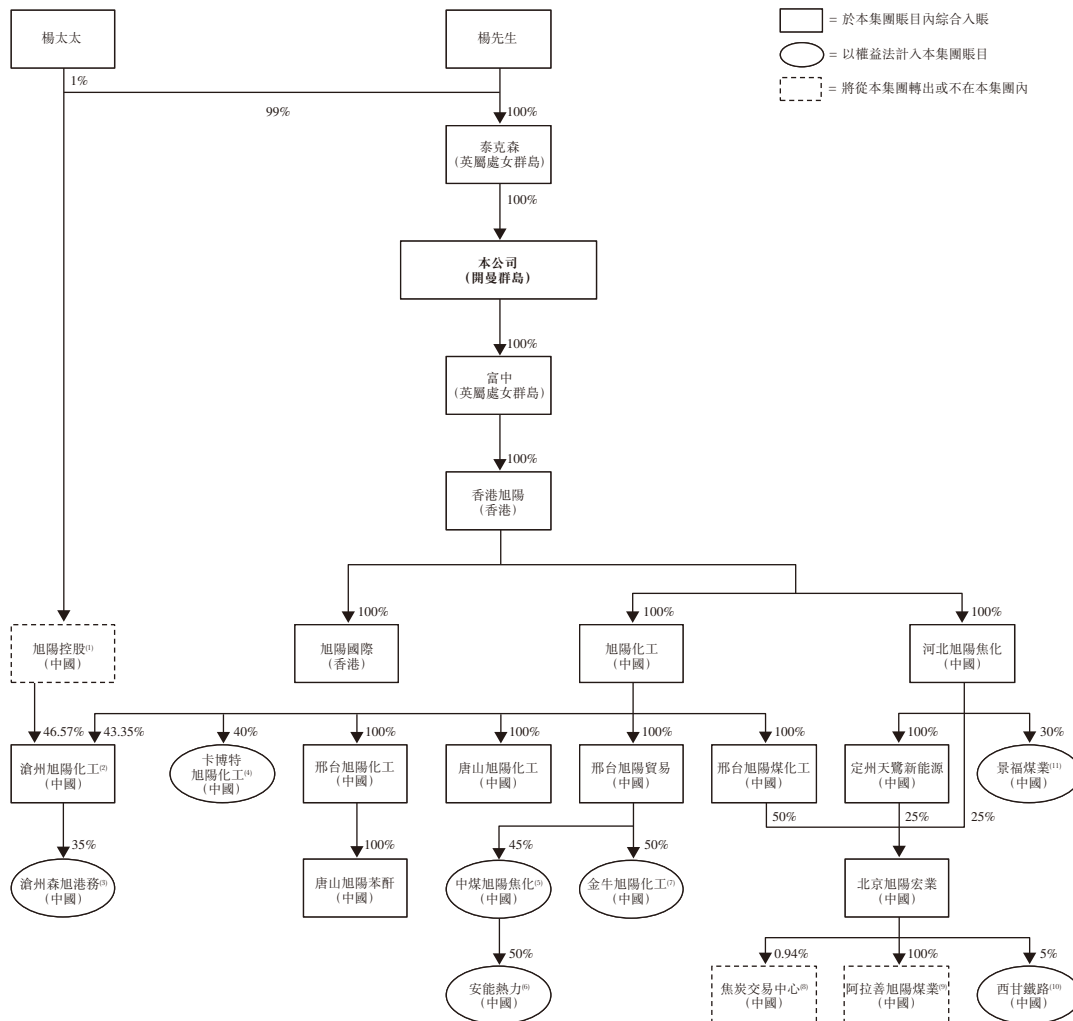 楊太太
楊先生
= 於本集團賬目內綜合入賬
= 以權益法計入本集團賬目
= 將從本集團轉出或不在本集團內
1%
99%
100%
泰克森
(英屬處女群島)
100%
本公司
(開曼群島)
100%
富中
(英屬處女群島)
100%
香港旭陽
(香港)
100%
100%
100%
旭陽控股(1)
(中國)
旭陽國際
(香港)
旭陽化工
(中國)
河北旭陽焦化
(中國)
46.57%
43.35%
40%
100%
100%
100%
100%
100%
30%
滄州旭陽化工(2)
(中國)
卡博特
旭陽化工(4)
(中國)
邢台旭陽化工
(中國)
唐山旭陽化工
(中國)
邢台旭陽貿易
(中國)
邢台旭陽煤化工
(中國)
定州天鷺新能源
(中國)
景福煤業(11)
(中國)
50%
25%
25%
35%
100%
45%
50%
滄州森旭港務(3)
(中國)
唐山旭陽苯酐
(中國)
中煤旭陽焦化(5)
(中國)
金牛旭陽化工(7)
(中國)
北京旭陽宏業
(中國)
50%
0.94%
100%
5%
安能熱力(6)
(中國)
焦炭交易中心(8)
(中國)
阿拉善旭陽煤業(9)
(中國)
西甘鐵路(10)
(中國)